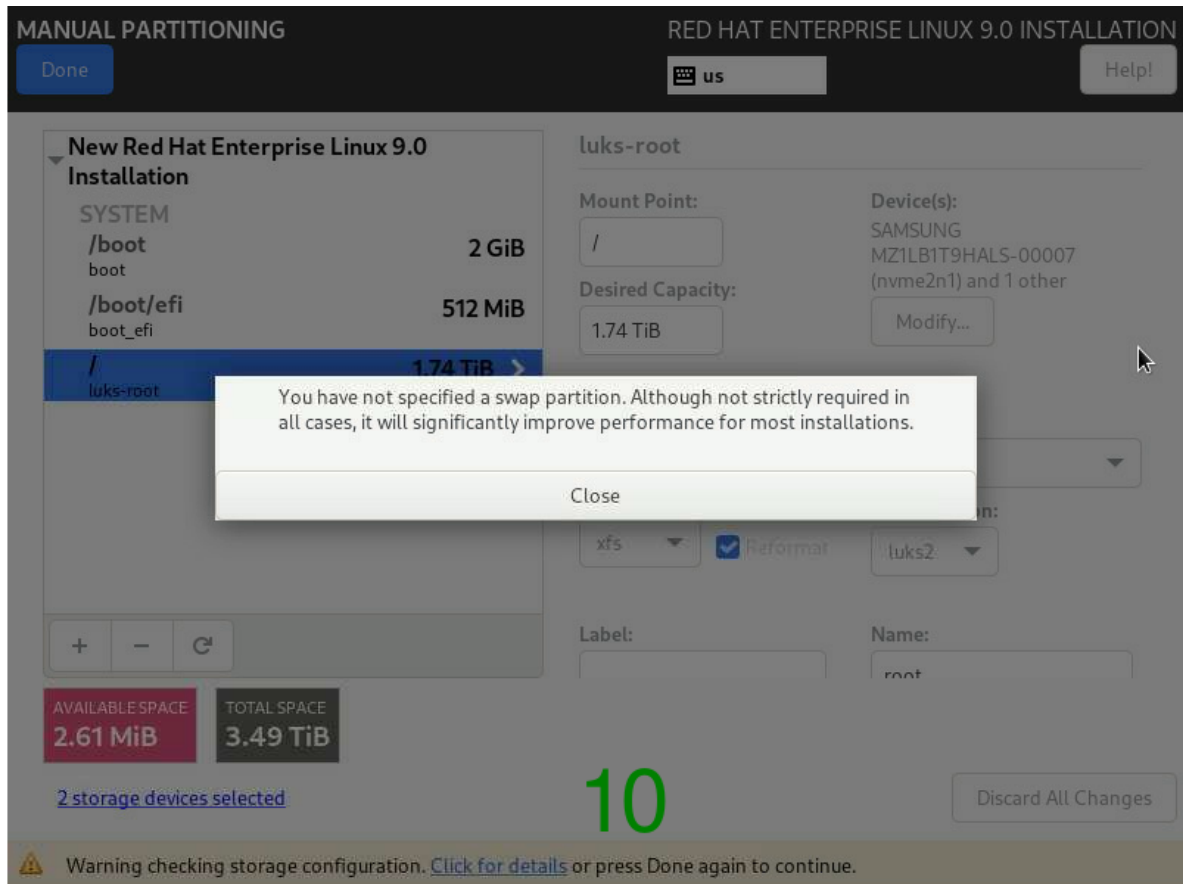 MANUAL PARTITIONING
RED HAT ENTERPRISE LINUX 9.0 INSTALLATION
Done
us
Help!
New Red Hat Enterprise Linux 9.0
Installation
SYSTEM
/boot
2 GiB
boot
/boot/efi
512 MiB
boot_efi
/
1.74 TiB
luks-root
luks-root
Mount Point:
/
Device(s):
SAMSUNG
MZ1LB1T9HALS-00007
(nvme2n1) and 1 other
Desired Capacity:
1.74 TiB
Modify...
You have not specified a swap partition. Although not strictly required in
all cases, it will significantly improve performance for most installations.
Close
xfs
Reformat
luks2
Label:
Name:
root
+ −
AVAILABLE SPACE
2.61 MiB
TOTAL SPACE
3.49 TiB
2 storage devices selected
10
Discard All Changes
Warning checking storage configuration. Click for details or press Done again to continue.